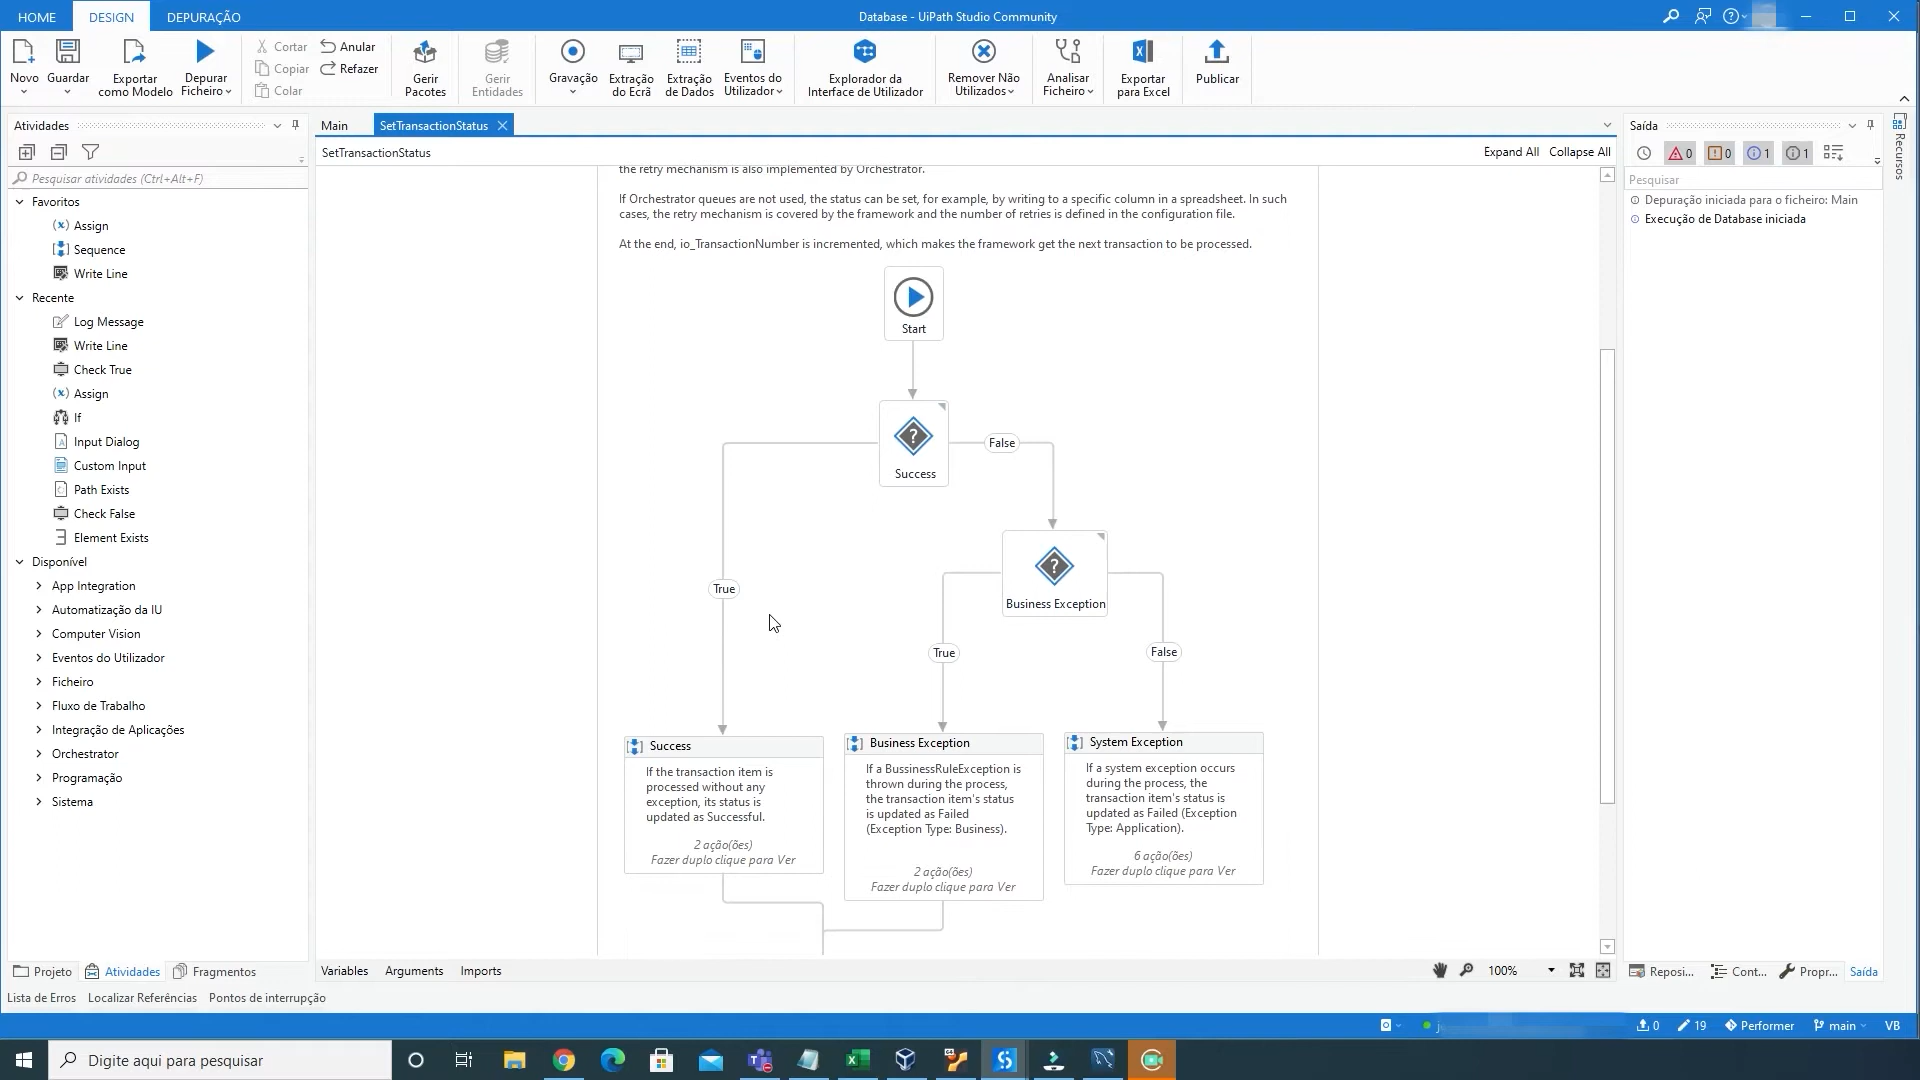 HOME
DESIGN
DEPURAÇÃO
Database - UiPath Studio Community
Novo
Guardar
Exportar
como Modelo
Depurar
Ficheiro
Cortar
Copiar
Colar
Anular
Refazer
Gerir
Pacotes
Gerir
Entidades
Gravação
Extração
do Ecrã
Extração
de Dados
Eventos do
Utilizador
Explorador da
Interface de Utilizador
Remover Não
Utilizados
Analisar
Ficheiro
Exportar
para Excel
Publicar
Atividades
Pesquisar atividades (Ctrl+Alt+F)
Favoritos
Assign
Sequence
Write Line
Recente
Log Message
Write Line
Check True
Assign
If
Input Dialog
Custom Input
Path Exists
Check False
Element Exists
Disponível
App Integration
Automatização da IU
Computer Vision
Eventos do Utilizador
Ficheiro
Fluxo de Trabalho
Integração de Aplicações
Orchestrator
Programação
Sistema
Projeto
Atividades
Fragmentos
Main
SetTransactionStatus
SetTransactionStatus
Expand All
Collapse All
the retry mechanism is also implemented by Orchestrator.
If Orchestrator queues are not used, the status can be set, for example, by writing to a specific column in a spreadsheet. In such
cases, the retry mechanism is covered by the framework and the number of retries is defined in the configuration file.
At the end, io_TransactionNumber is incremented, which makes the framework get the next transaction to be processed.
Start
Success
False
Business Exception
True
True
False
Success
If the transaction item is
processed without any
exception, its status is
updated as Successful.
2 ação(ões)
Fazer duplo clique para Ver
Business Exception
If a BussinessRuleException is
thrown during the process,
the transaction item's status
is updated as Failed
(Exception Type: Business).
2 ação(ões)
Fazer duplo clique para Ver
System Exception
If a system exception occurs
during the process, the
transaction item's status is
updated as Failed (Exception
Type: Application).
6 ação(ões)
Fazer duplo clique para Ver
Variables
Arguments
Imports
100%
Saída
0
0
1
1
Pesquisar
Depuração iniciada para o ficheiro: Main
Execução de Database iniciada
Recursos
Reposi...
Cont...
Propr...
Saída
Lista de Erros
Localizar Referências
Pontos de interrupção
0
19
Performer
main
VB
Digite aqui para pesquisar